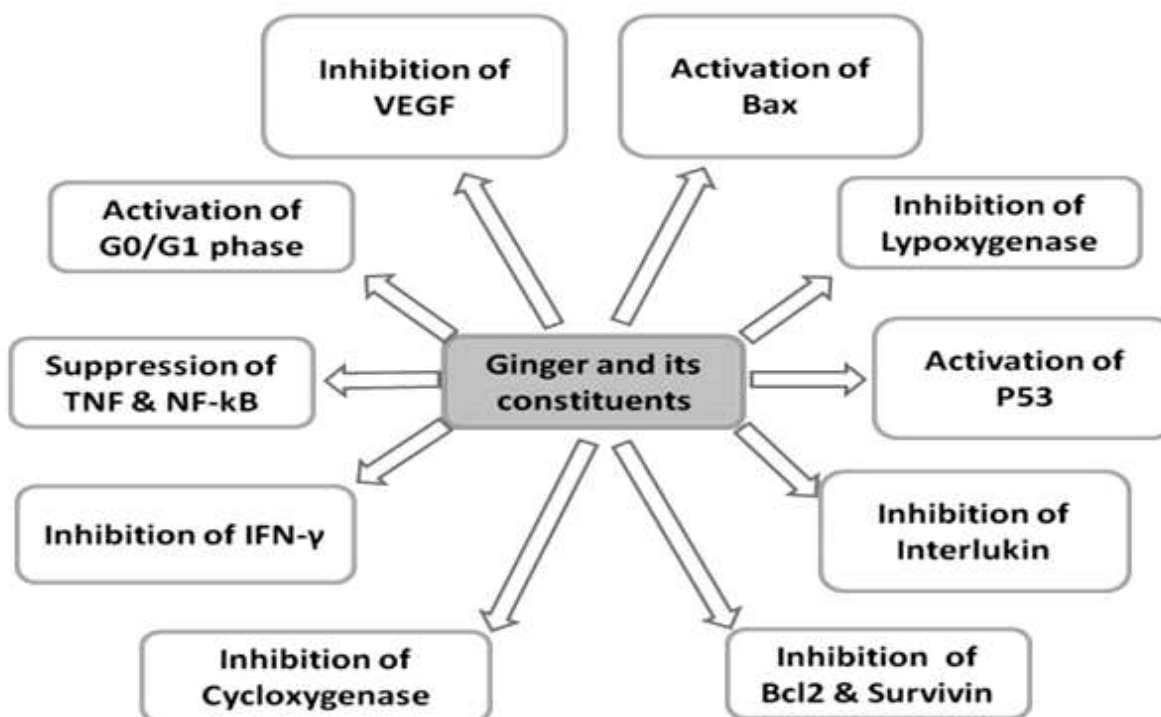 Inhibition of
VEGF
Activation of
Bax
Activation of
G0/G1 phase
Inhibition of
Lypoxygenase
Suppression of
TNF & NF-kB
Ginger and its
constituents
Activation of
P53
Inhibition of IFN-γ
Inhibition of
Interlukin
Inhibition of
Cycloxygenase
Inhibition of
Bcl2 & Survivin